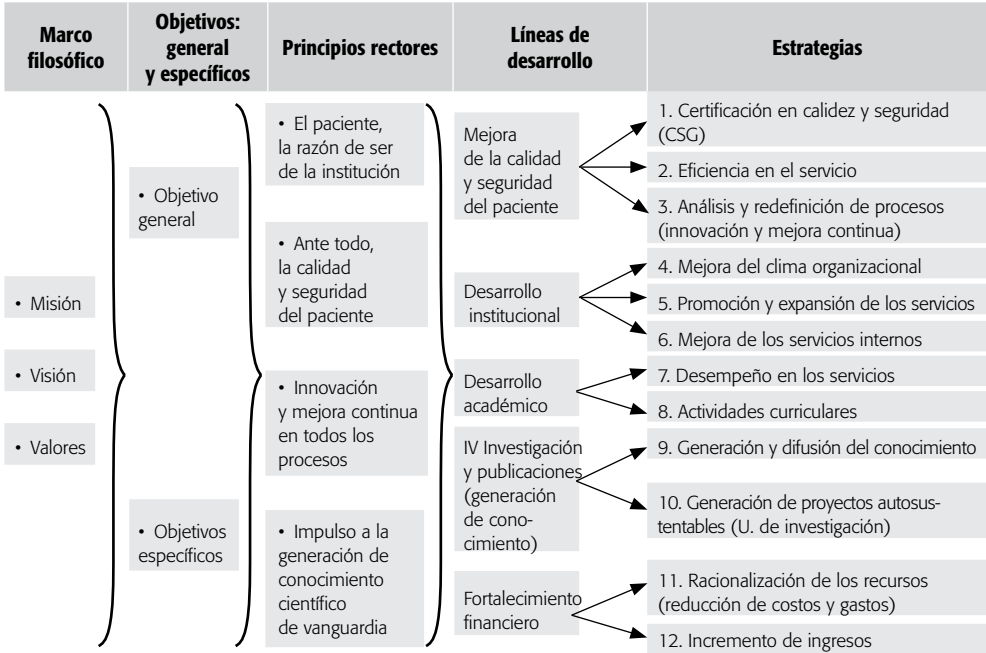 Marco
filosófico
Objetivos:
general
y específicos
Principios rectores
Líneas de
desarrollo
Estrategias
• Misión
• Visión
• Valores
• Objetivo
general
• Objetivos
específicos
• El paciente,
la razón de ser
de la institución
• Ante todo,
la calidad
y seguridad
del paciente
• Innovación
y mejora continua
en todos los
procesos
• Impulso a la
generación de
conocimiento
científico
de vanguardia
Mejora
de la calidad
y seguridad
del paciente
Desarrollo
institucional
Desarrollo
académico
IV Investigación
y publicaciones
(generación
de cono-
cimiento)
Fortalecimiento
financiero
1. Certificación en calidez y seguridad
(CSG)
2. Eficiencia en el servicio
3. Análisis y redefinición de procesos
(innovación y mejora continua)
4. Mejora del clima organizacional
5. Promoción y expansión de los servicios
6. Mejora de los servicios internos
7. Desempeño en los servicios
8. Actividades curriculares
9. Generación y difusión del conocimiento
10. Generación de proyectos autosus-
tentables (U. de investigación)
11. Racionalización de los recursos
(reducción de costos y gastos)
12. Incremento de ingresos